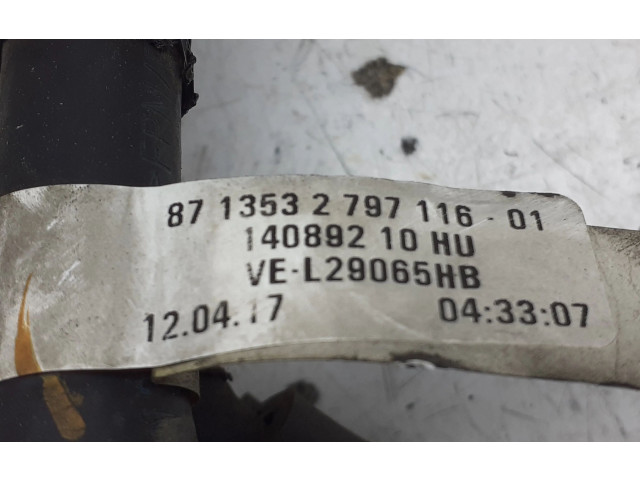 87 1353 2 797 116 - 01
140892 10 HU
VE-L29065HB
12.04.17 04:33:07